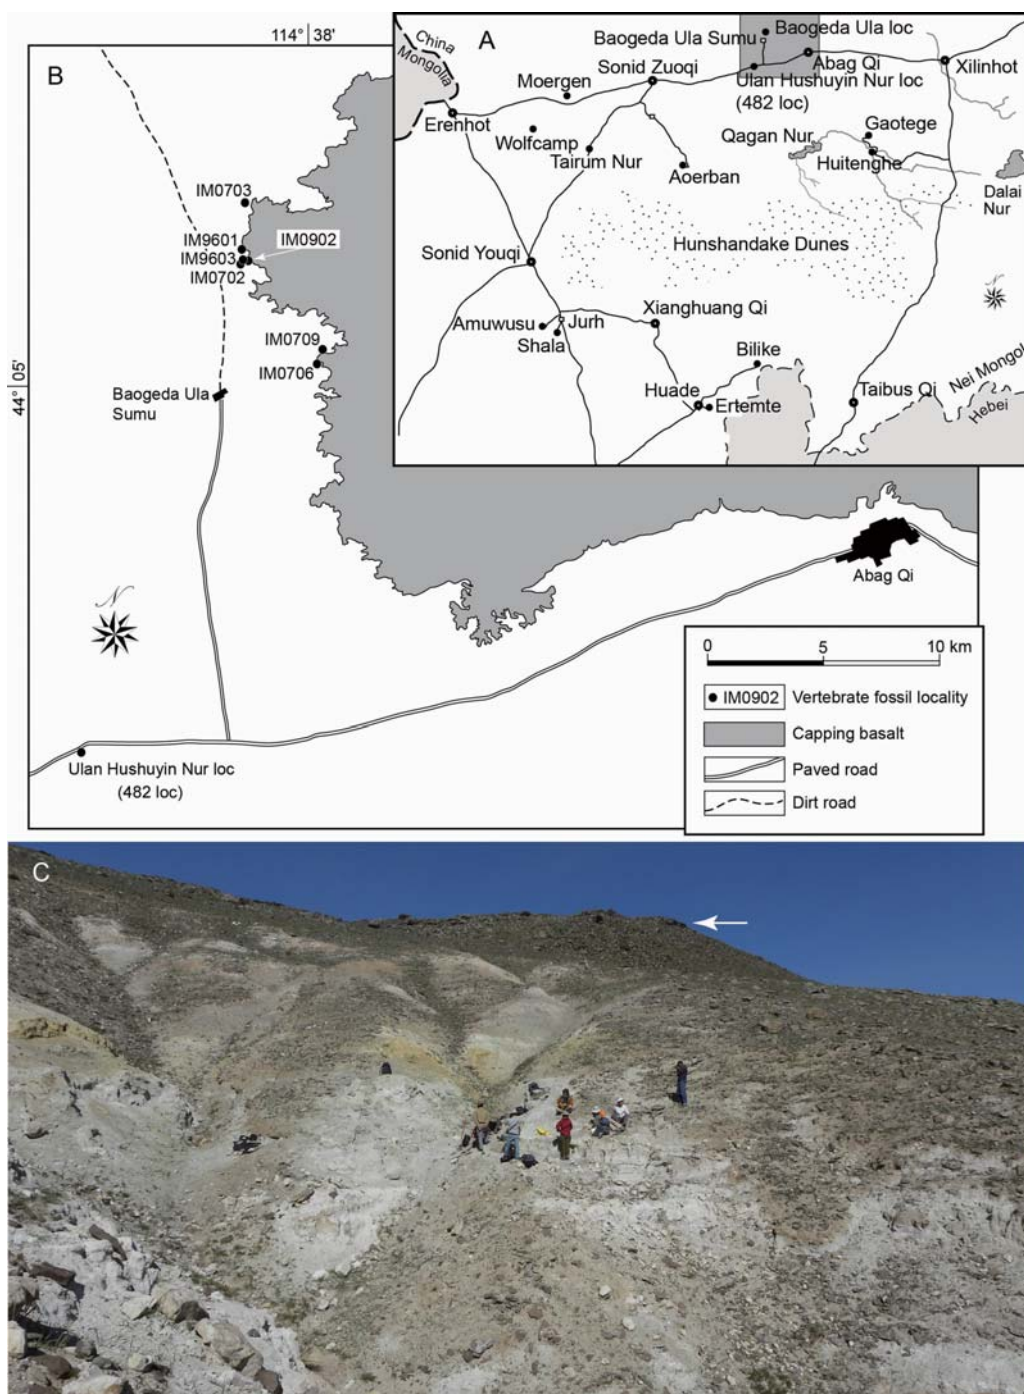 114° 38'
B
IM0703
IM9601
IM0902
IM9603
IM0702
IM0709
IM0706
44° 05'
Baogeda Ula
Sumu
N
Abag Qi
Ulan Hushuyin Nur loc
(482 loc)
A
China
Mongolia
Baogeda Ula loc
Baogeda Ula Sumu
Abag Qi
Xilinhot
Sonid Zuoqi
Moergen
Ulan Hushuyin Nur loc
(482 loc)
Erenhot
Wolfcamp
Tairum Nur
Aoerban
Qagan Nur
Gaotege
Huitenghe
Dalai
Nur
Hunshandake Dunes
Sonid Youqi
N
Xianghuang Qi
Amuwusu
Jurh
Shala
Bilike
Huade
Ertemte
Taibus Qi
Nei Mongol
Hebei
0 5 10 km
IM0902 Vertebrate fossil locality
Capping basalt
Paved road
Dirt road
C